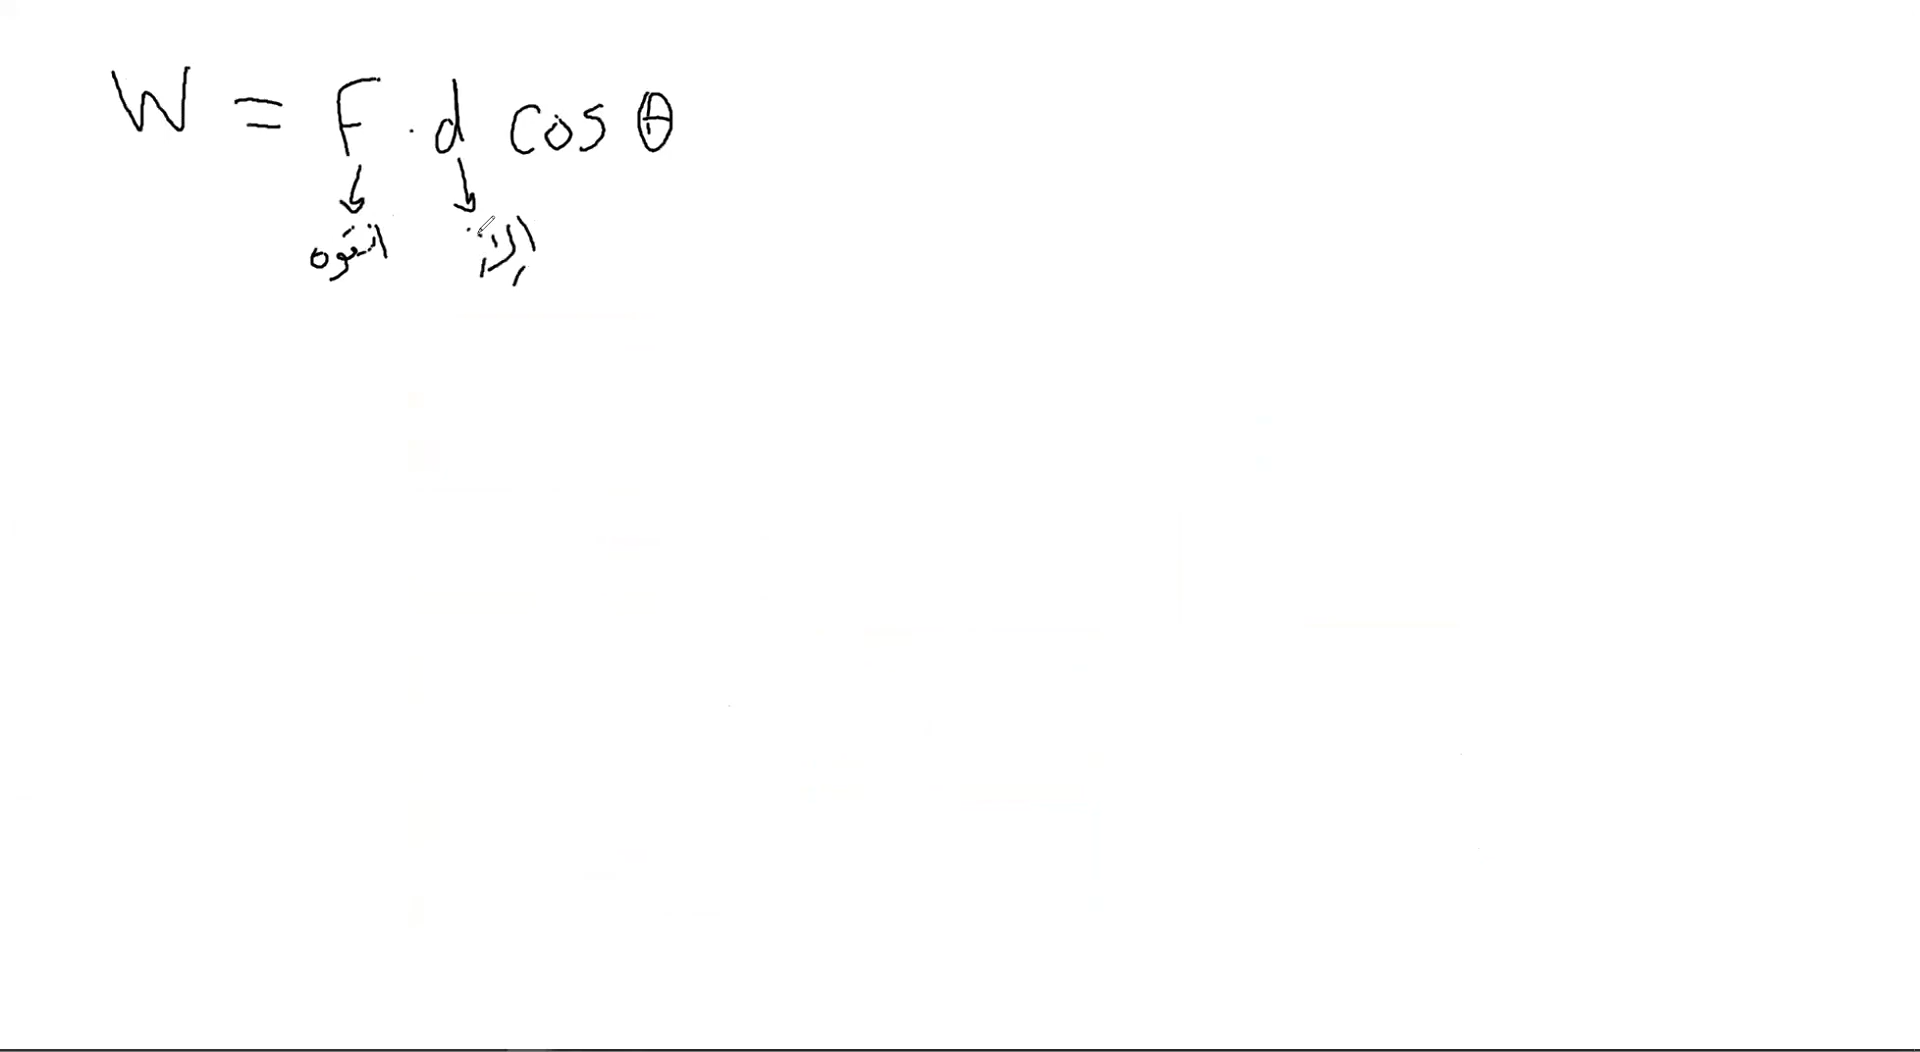 W = F . d cos θ
القوه